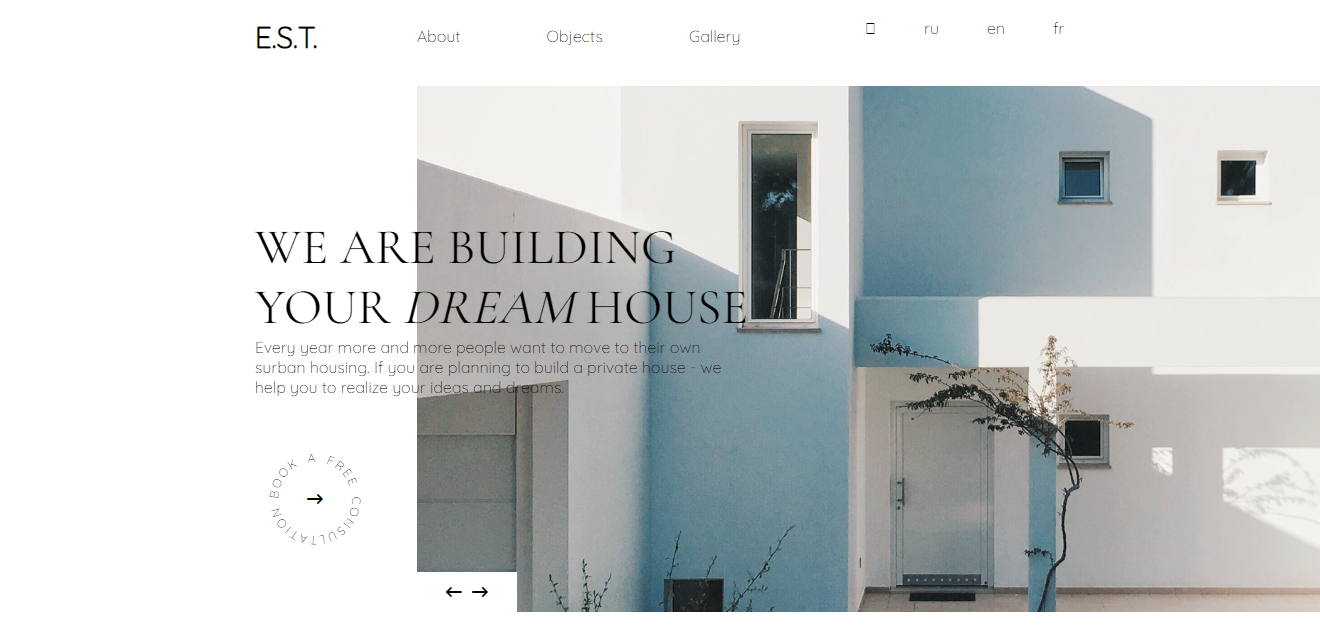 E.S.T.
About Objects Gallery ru en fr
WE ARE BUILDING
YOUR DREAM HOUSE
Every year more and more people want to move to their own
surban housing. If you are planning to build a private house - we
help you to realize your ideas and dreams.
BOOK A FREE CONSULTATION